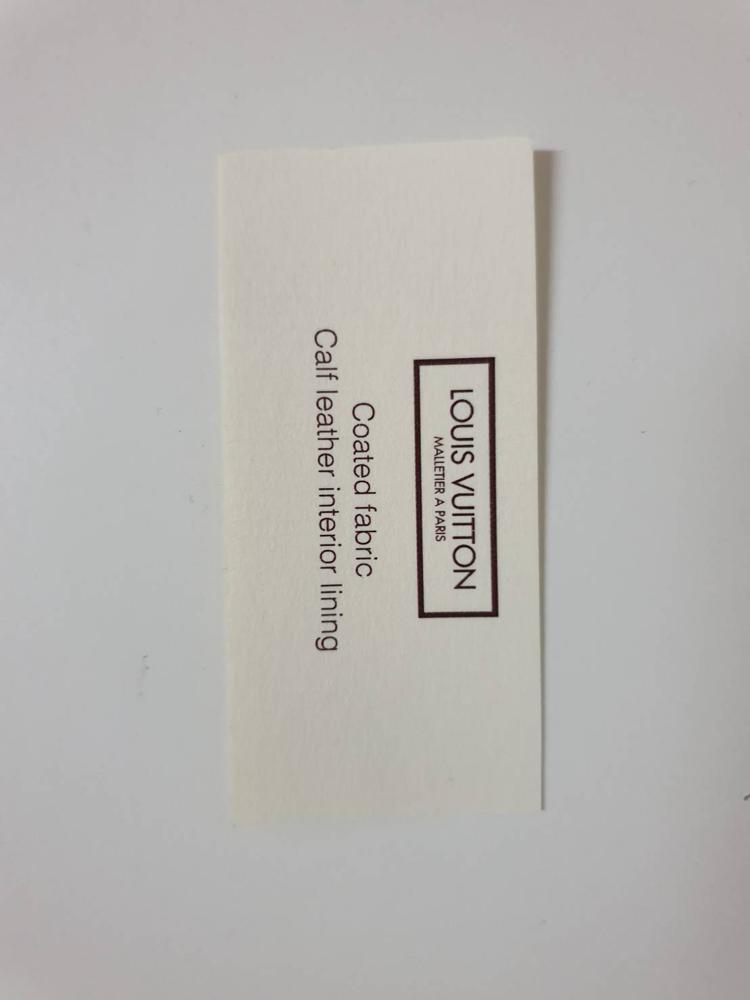 LOUIS VUITTON
MALLETIER A PARIS
Coated fabric
Calf leather interior lining